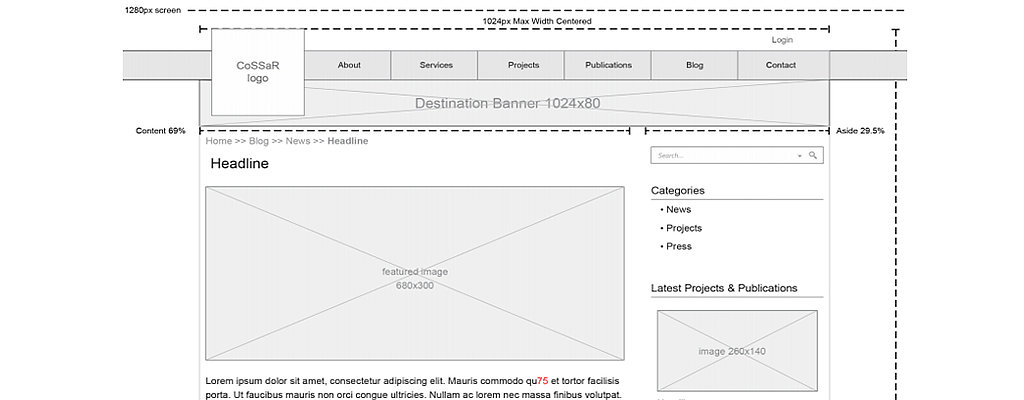 1280px screen
1024px Max Width Centered
Login
CoSSaR
logo
About
Services
Projects
Publications
Blog
Contact
Destination Banner 1024x80
Content 69%
Aside 29.5%
Home >> Blog >> News >> Headline
Headline
Search...
Categories
• News
• Projects
• Press
featured image
680x300
Latest Projects & Publications
image 260x140
Lorem ipsum dolor sit amet, consectetur adipiscing elit. Mauris commodo qu75 et tortor facilisis
porta. Ut faucibus mauris non orci congue ultricies. Nullam ac lorem nec massa finibus volutpat.